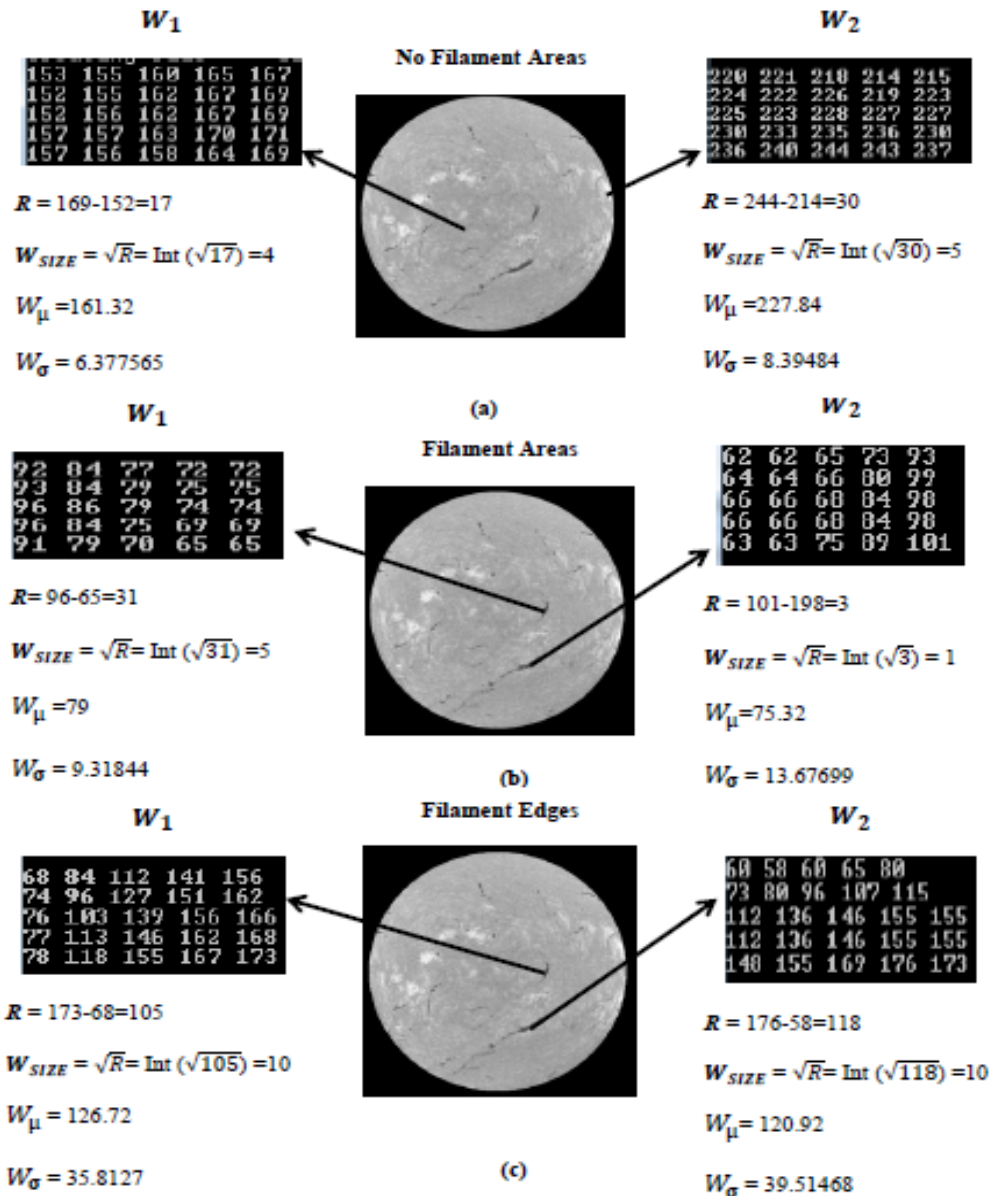 W1
W2
No Filament Areas
153 155 160 165 167
152 155 162 167 169
152 156 162 167 169
157 157 163 170 171
157 156 158 164 169
220 221 218 214 215
224 222 226 219 223
225 223 228 227 227
230 233 235 236 230
236 240 244 243 237
R = 169-152=17
W_SIZE = √R= Int (√17) =4
Wμ =161.32
Wσ = 6.377565
R = 244-214=30
W_SIZE = √R= Int (√30) =5
Wμ =227.84
Wσ = 8.39484
(a)
W1
W2
Filament Areas
92 84 77 72 72
93 84 79 75 75
96 86 79 74 74
96 84 75 69 69
91 79 70 65 65
62 62 65 73 93
64 64 66 80 99
66 66 68 84 98
66 66 68 84 98
63 63 75 89 101
R= 96-65=31
W_SIZE = √R= Int (√31) =5
Wμ =79
Wσ = 9.31844
R = 101-198=3
W_SIZE = √R= Int (√3) = 1
Wμ=75.32
Wσ = 13.67699
(b)
W1
W2
Filament Edges
68 84 112 141 156
74 96 127 151 162
76 103 139 156 166
77 113 146 162 168
78 118 155 167 173
60 58 60 65 80
73 80 96 107 115
112 136 146 155 155
112 136 146 155 155
148 155 169 176 173
R = 173-68=105
W_SIZE = √R= Int (√105) =10
Wμ = 126.72
Wσ = 35.8127
R = 176-58=118
W_SIZE = √R= Int (√118) =10
Wμ= 120.92
Wσ = 39.51468
(c)